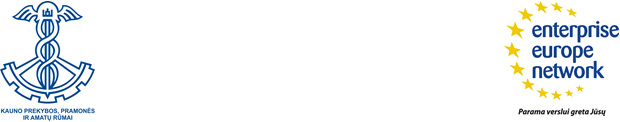 KAUNO PREKYBOS, PRAMONĖS
IR AMATŲ RŪMAI
enterprise
europe
network
Parama verslui greta Jūsų